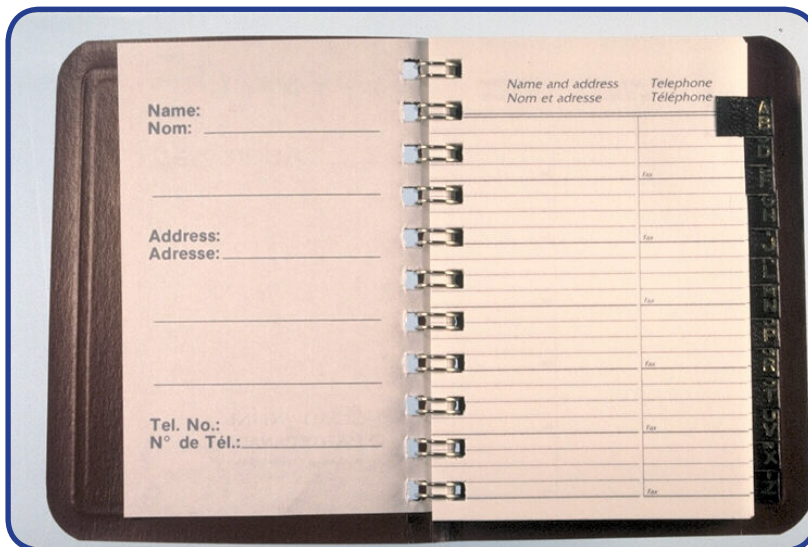 Name:
Nom:
Address:
Adresse:
Tel. No.:
N° de Tél.:
Name and address Telephone
Nom et adresse Téléphone
fax
fax
fax
fax
fax
fax
A
B
D
F
G
H
J
L
M
N
P
R
T
U
V
X
Z